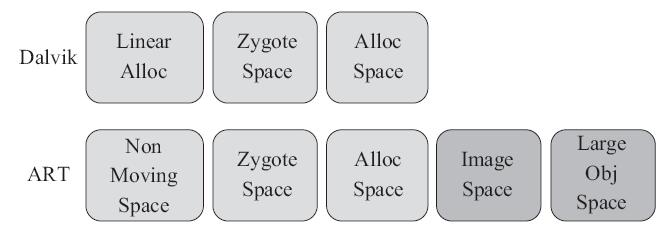 Dalvik
Linear
Alloc
Zygote
Space
Alloc
Space
ART
Non
Moving
Space
Zygote
Space
Alloc
Space
Image
Space
Large
Obj
Space